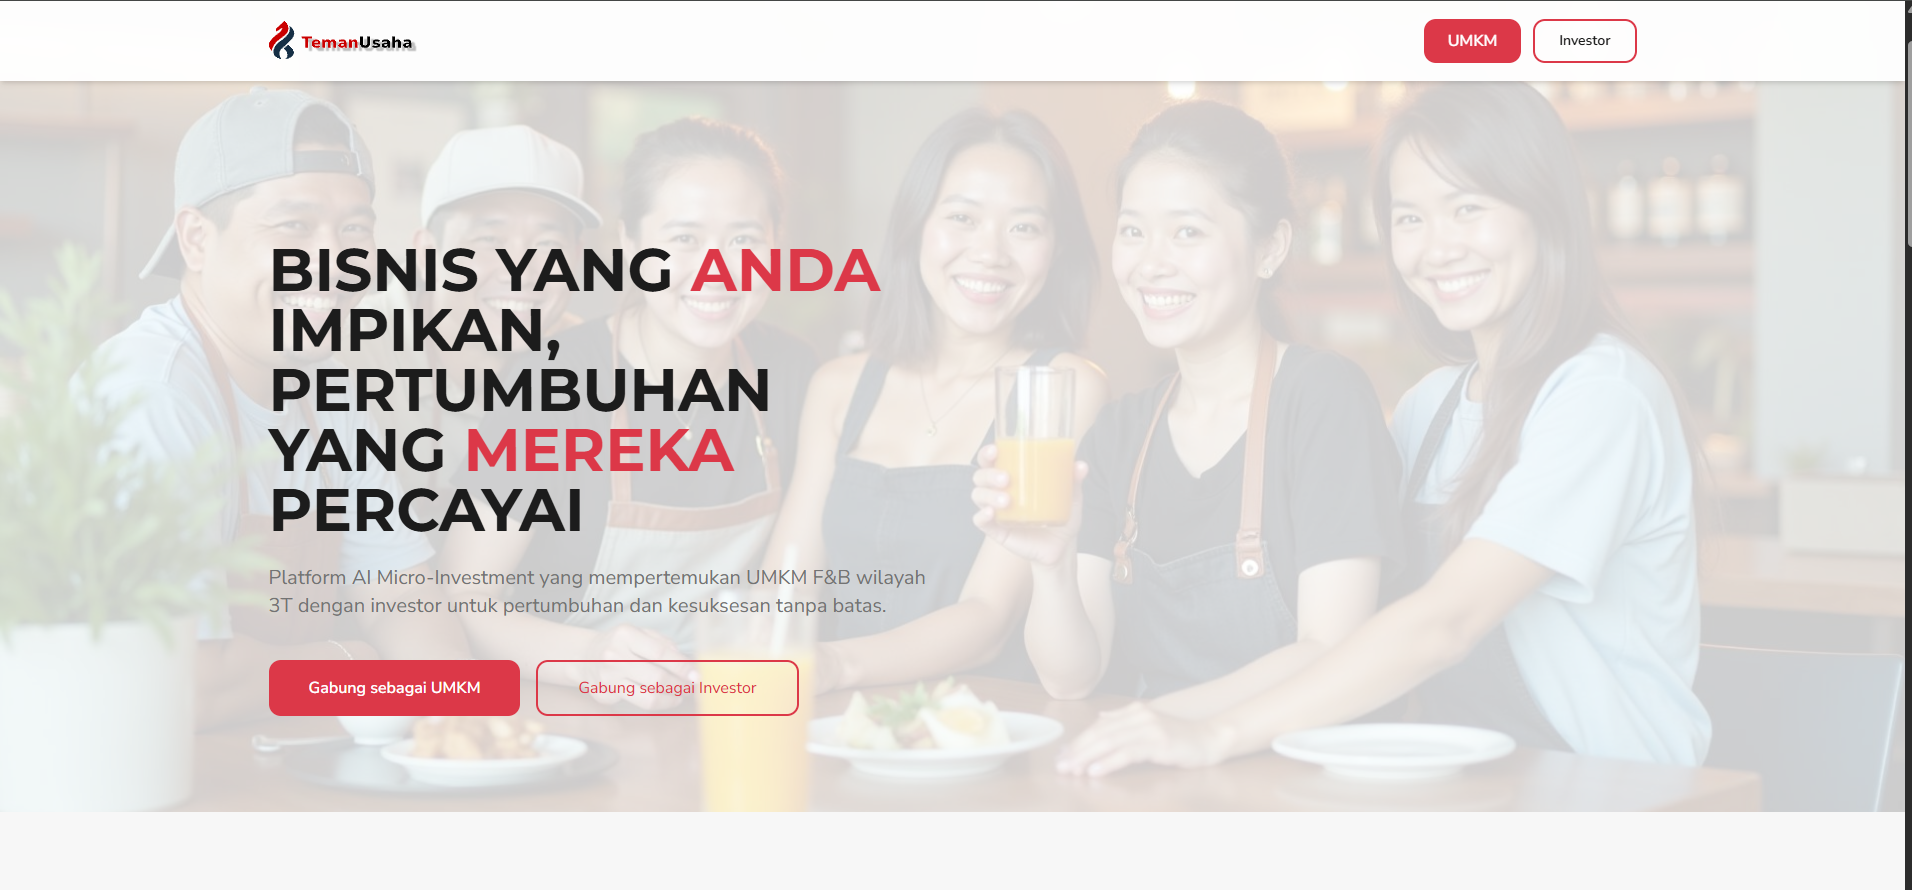 TemanUsaha
UMKM
Investor
BISNIS YANG ANDA
IMPIKAN,
PERTUMBUHAN
YANG MEREKA
PERCAYAI
Platform AI Micro-Investment yang mempertemukan UMKM F&B wilayah
3T dengan investor untuk pertumbuhan dan kesuksesan tanpa batas.
Gabung sebagai UMKM
Gabung sebagai Investor